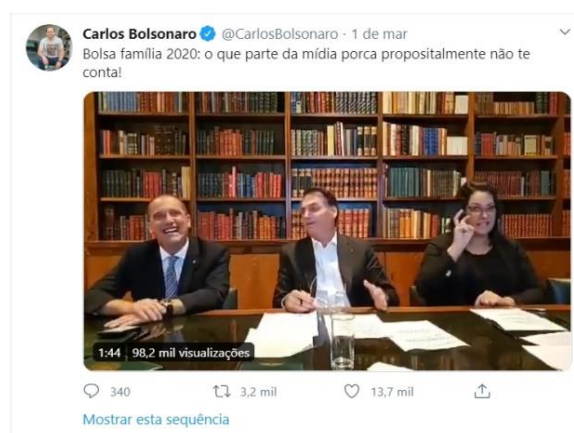 Carlos Bolsonaro @CarlosBolsonaro · 1 de mar
Bolsa família 2020: o que parte da mídia porca propositalmente não te
conta!
1:44 98,2 mil visualizações
340 3,2 mil 13,7 mil
Mostrar esta sequência